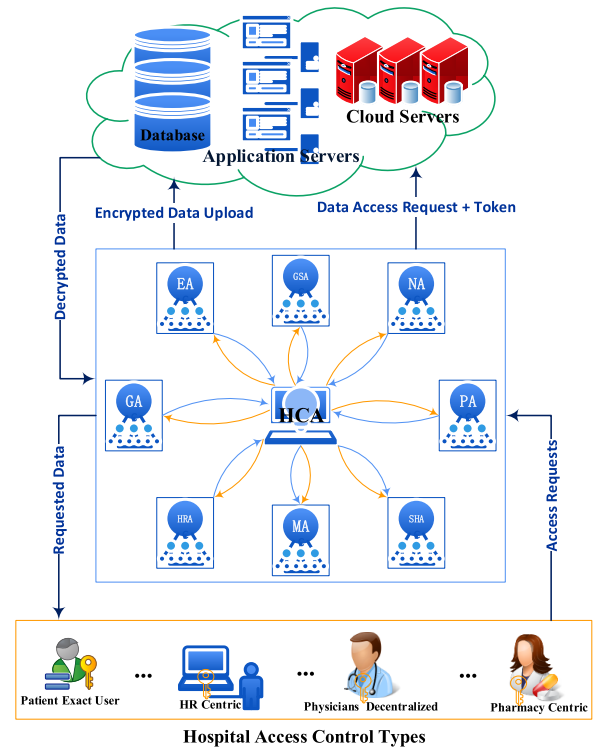 Database
Cloud Servers
Application Servers
Encrypted Data Upload
Data Access Request + Token
Decrypted Data
EA
GSA
NA
GA
HCA
PA
HRA
MA
SHA
Requested Data
Access Requests
Patient Exact User
...
HR Centric
...
Physicians Decentralized
...
Pharmacy Centric
Hospital Access Control Types